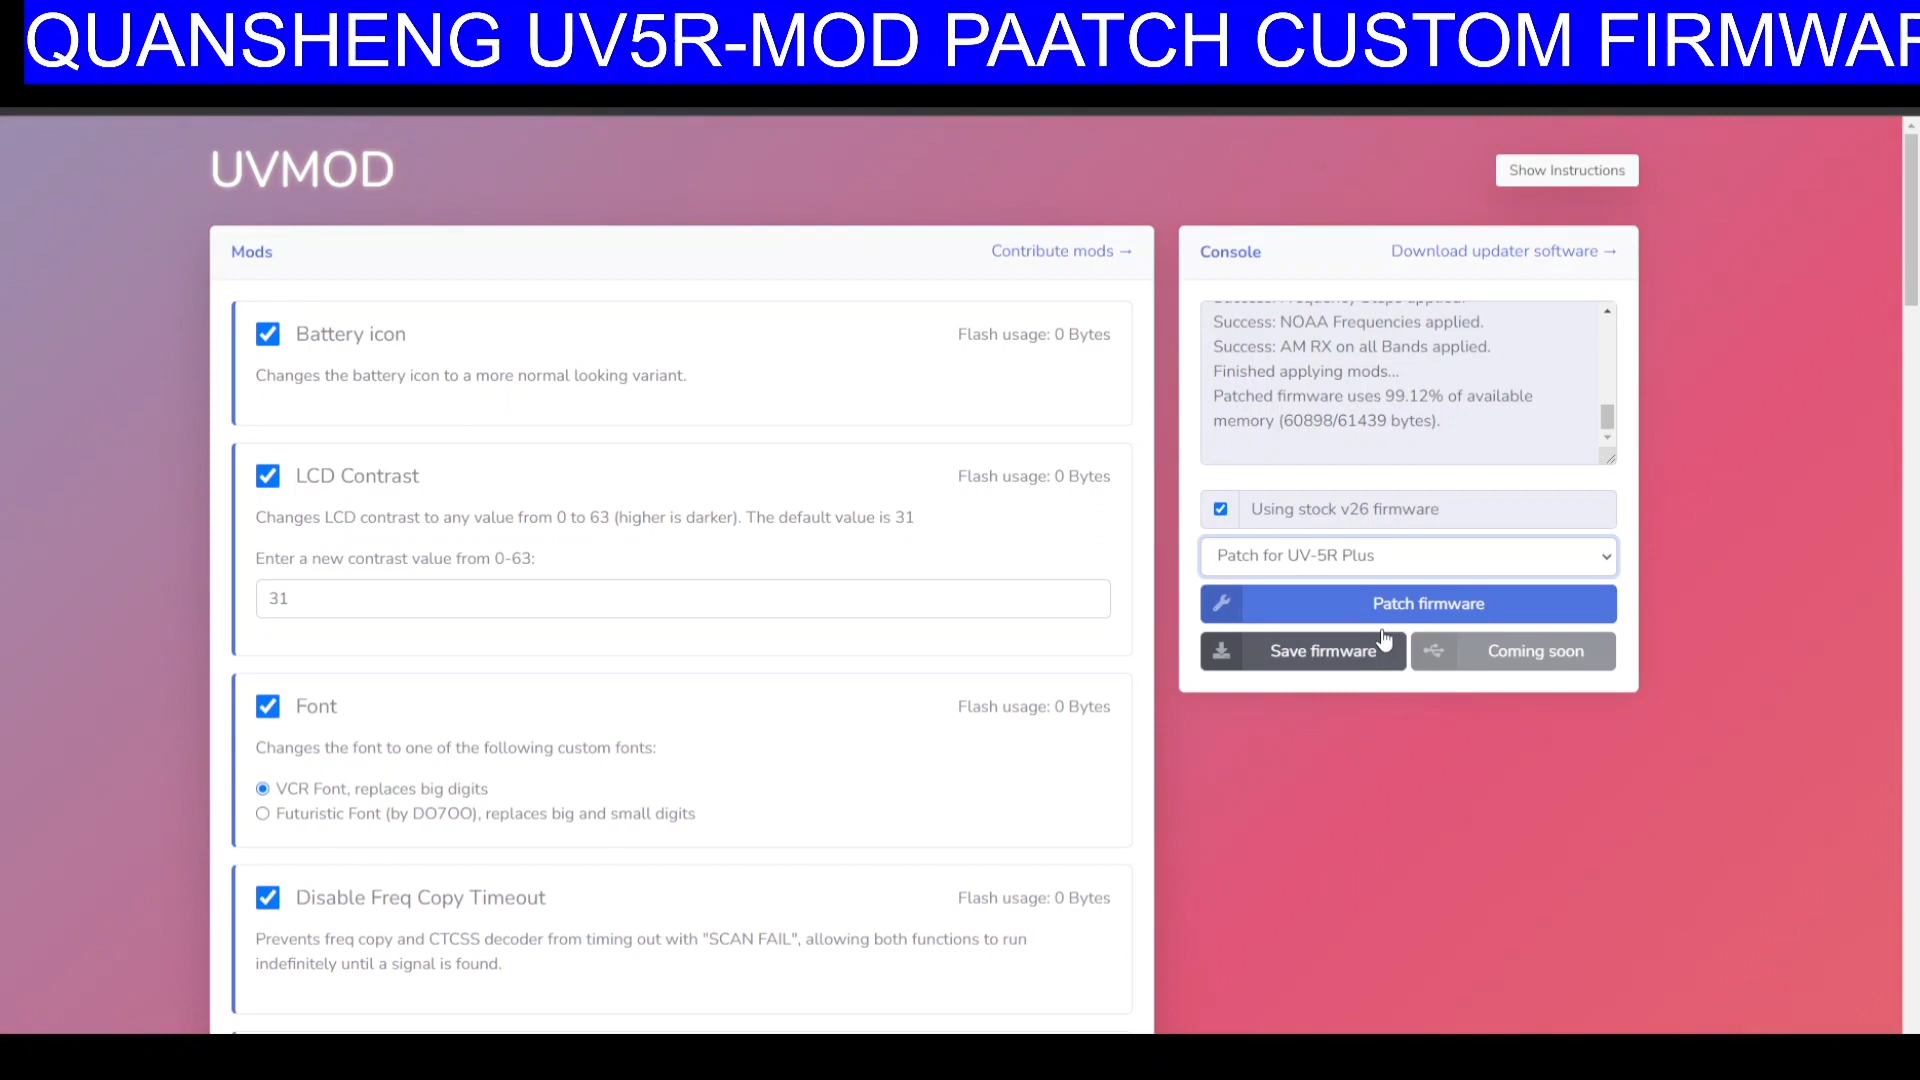 QUANSHENG UV5R-MOD PAATCH CUSTOM FIRMWAR
UVMOD
Show Instructions
Mods
Contribute mods →
Battery icon
Flash usage: 0 Bytes
Changes the battery icon to a more normal looking variant.
LCD Contrast
Flash usage: 0 Bytes
Changes LCD contrast to any value from 0 to 63 (higher is darker). The default value is 31
Enter a new contrast value from 0-63:
31
Font
Flash usage: 0 Bytes
Changes the font to one of the following custom fonts:
VCR Font, replaces big digits
Futuristic Font (by DO7OO), replaces big and small digits
Disable Freq Copy Timeout
Flash usage: 0 Bytes
Prevents freq copy and CTCSS decoder from timing out with "SCAN FAIL", allowing both functions to run
indefinitely until a signal is found.
Console
Download updater software →
Success: Frequency Steps applied.
Success: NOAA Frequencies applied.
Success: AM RX on all Bands applied.
Finished applying mods...
Patched firmware uses 99.12% of available
memory (60898/61439 bytes).
Using stock v26 firmware
Patch for UV-5R Plus
Patch firmware
Save firmware
Coming soon